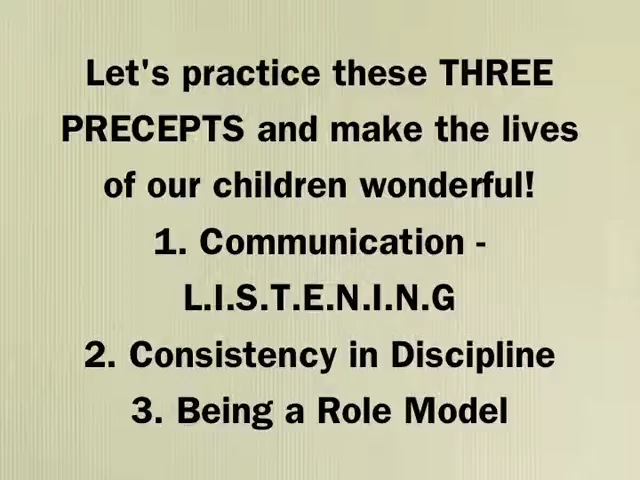 Let's practice these THREE
PRECEPTS and make the lives
of our children wonderful!
1. Communication -
L.I.S.T.E.N.I.N.G
2. Consistency in Discipline
3. Being a Role Model